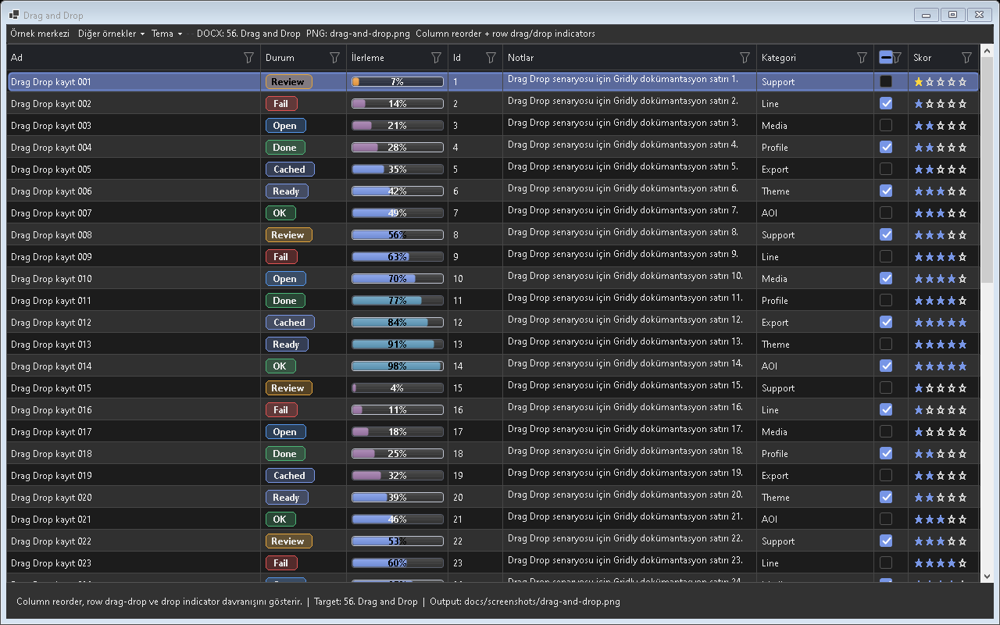 Drag and Drop
Örnek merkezi Diğer örnekler Tema DOCX: 56. Drag and Drop PNG: drag-and-drop.png Column reorder + row drag/drop indicators
Ad Durum İlerleme Id Notlar Kategori Skor
Drag Drop kayıt 001 Review 7% 1 Drag Drop senaryosu için Gridly dokümantasyon satırı 1. Support
Drag Drop kayıt 002 Fail 14% 2 Drag Drop senaryosu için Gridly dokümantasyon satırı 2. Line
Drag Drop kayıt 003 Open 21% 3 Drag Drop senaryosu için Gridly dokümantasyon satırı 3. Media
Drag Drop kayıt 004 Done 28% 4 Drag Drop senaryosu için Gridly dokümantasyon satırı 4. Profile
Drag Drop kayıt 005 Cached 35% 5 Drag Drop senaryosu için Gridly dokümantasyon satırı 5. Export
Drag Drop kayıt 006 Ready 42% 6 Drag Drop senaryosu için Gridly dokümantasyon satırı 6. Theme
Drag Drop kayıt 007 OK 49% 7 Drag Drop senaryosu için Gridly dokümantasyon satırı 7. AOI
Drag Drop kayıt 008 Review 56% 8 Drag Drop senaryosu için Gridly dokümantasyon satırı 8. Support
Drag Drop kayıt 009 Fail 63% 9 Drag Drop senaryosu için Gridly dokümantasyon satırı 9. Line
Drag Drop kayıt 010 Open 70% 10 Drag Drop senaryosu için Gridly dokümantasyon satırı 10. Media
Drag Drop kayıt 011 Done 77% 11 Drag Drop senaryosu için Gridly dokümantasyon satırı 11. Profile
Drag Drop kayıt 012 Cached 84% 12 Drag Drop senaryosu için Gridly dokümantasyon satırı 12. Export
Drag Drop kayıt 013 Ready 91% 13 Drag Drop senaryosu için Gridly dokümantasyon satırı 13. Theme
Drag Drop kayıt 014 OK 98% 14 Drag Drop senaryosu için Gridly dokümantasyon satırı 14. AOI
Drag Drop kayıt 015 Review 4% 15 Drag Drop senaryosu için Gridly dokümantasyon satırı 15. Support
Drag Drop kayıt 016 Fail 11% 16 Drag Drop senaryosu için Gridly dokümantasyon satırı 16. Line
Drag Drop kayıt 017 Open 18% 17 Drag Drop senaryosu için Gridly dokümantasyon satırı 17. Media
Drag Drop kayıt 018 Done 25% 18 Drag Drop senaryosu için Gridly dokümantasyon satırı 18. Profile
Drag Drop kayıt 019 Cached 32% 19 Drag Drop senaryosu için Gridly dokümantasyon satırı 19. Export
Drag Drop kayıt 020 Ready 39% 20 Drag Drop senaryosu için Gridly dokümantasyon satırı 20. Theme
Drag Drop kayıt 021 OK 46% 21 Drag Drop senaryosu için Gridly dokümantasyon satırı 21. AOI
Drag Drop kayıt 022 Review 53% 22 Drag Drop senaryosu için Gridly dokümantasyon satırı 22. Support
Drag Drop kayıt 023 Fail 60% 23 Drag Drop senaryosu için Gridly dokümantasyon satırı 23. Line
Drag Drop senaryosu için Gridly dokümantasyon satırı 24.
Column reorder, row drag-drop ve drop indicator davranışını gösterir. | Target: 56. Drag and Drop | Output: docs/screenshots/drag-and-drop.png